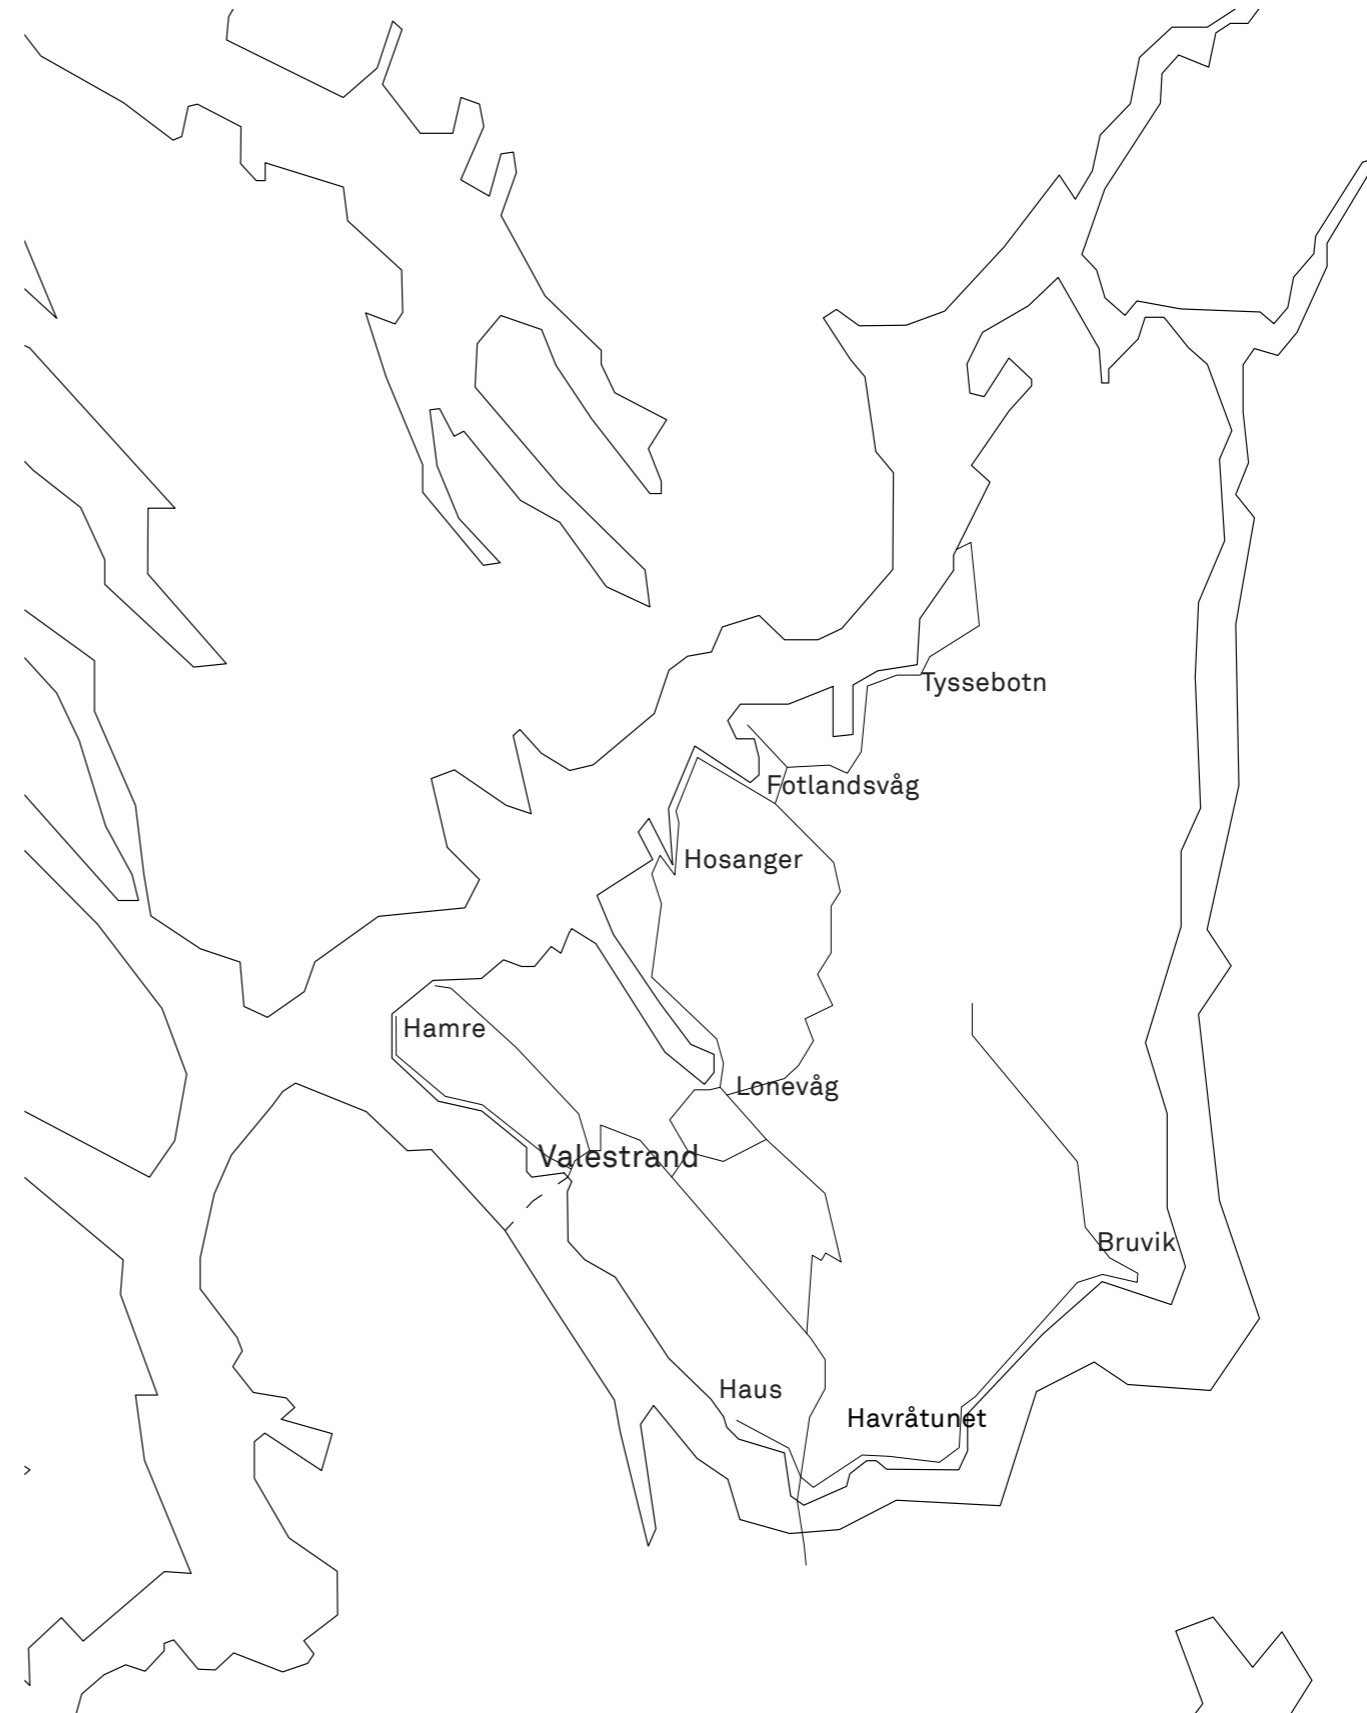 Tyssebotn
Fotlandsvåg
Hosanger
Hamre
Lonevåg
Valestrand
Bruvik
Haus
Havråtunet